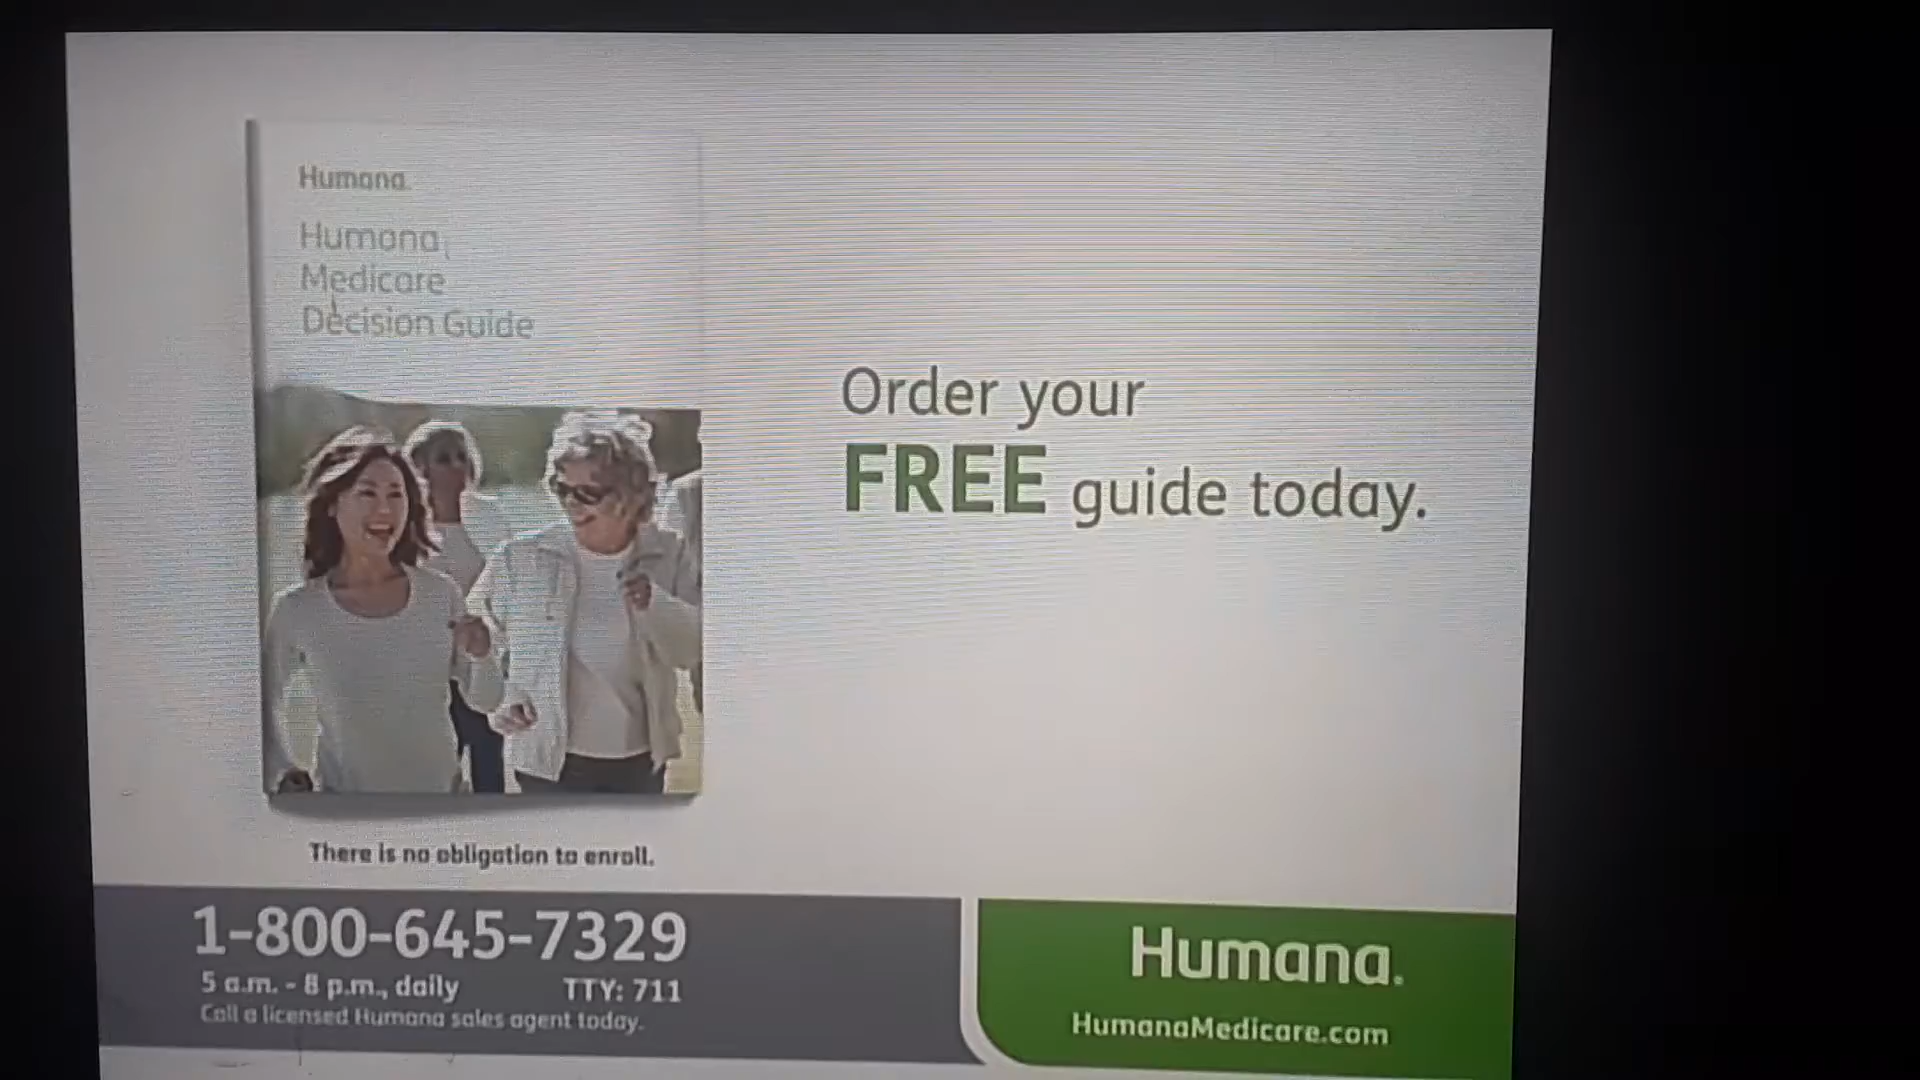 Humana.
Humana
Medicare
Decision Guide
Order your
FREE guide today.
There is no obligation to enroll.
1-800-645-7329
5 a.m. - 8 p.m., daily TTY: 711
Call a licensed Humana sales agent today.
Humana.
HumanaMedicare.com